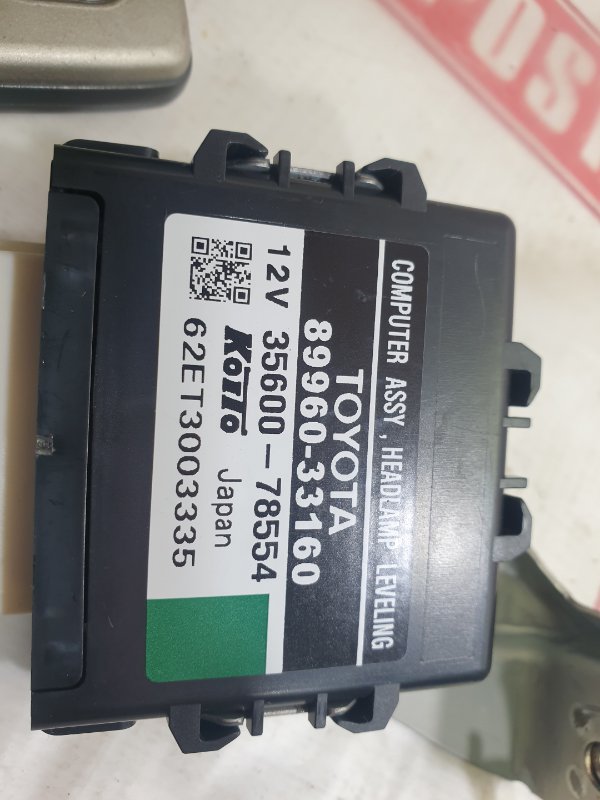 COMPUTER ASSY, HEADLAMP LEVELING
TOYOTA
89960-33160
12V 35600-78554
KOITO Japan
62ET3003335